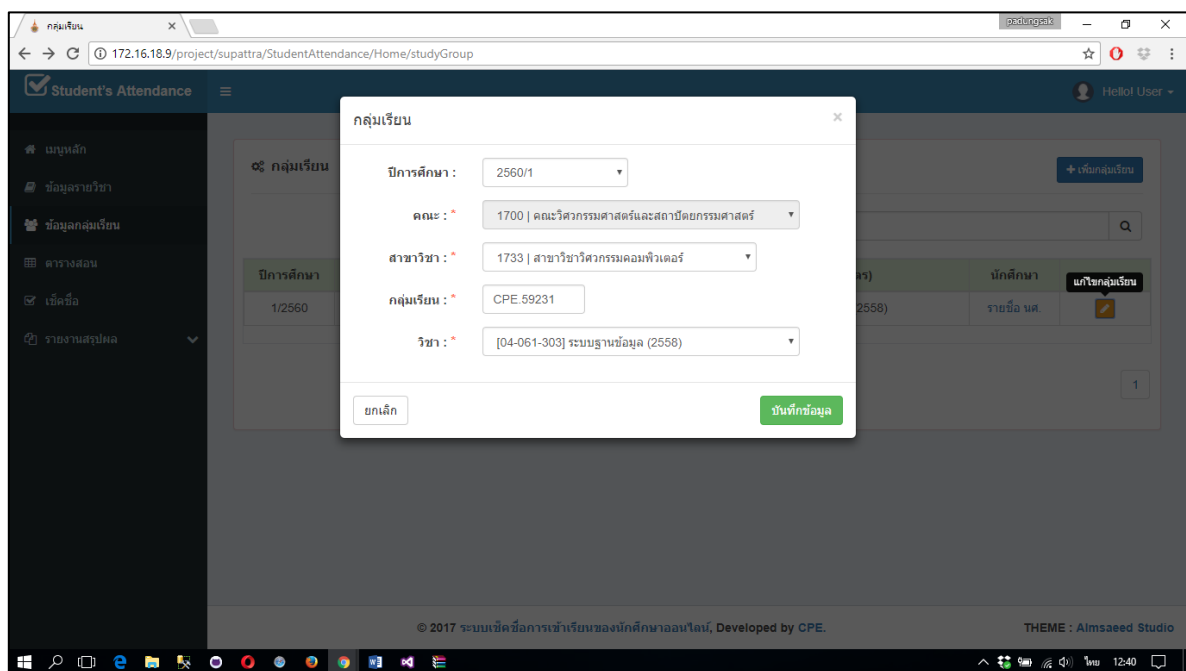 กลุ่มเรียน
padungsak
172.16.18.9/project/supattra/StudentAttendance/Home/studyGroup
Student's Attendance
Hello! User
กลุ่มเรียน
×
เมนูหลัก
ข้อมูลรายวิชา
ข้อมูลกลุ่มเรียน
ตารางสอน
เช็คชื่อ
รายงานสรุปผล
กลุ่มเรียน
+ เพิ่มกลุ่มเรียน
ปีการศึกษา : 2560/1
คณะ : * 1700 | คณะวิศวกรรมศาสตร์และสถาปัตยกรรมศาสตร์
สาขาวิชา : * 1733 | สาขาวิชาวิศวกรรมคอมพิวเตอร์
กลุ่มเรียน : * CPE.59231
วิชา : * [04-061-303] ระบบฐานข้อมูล (2558)
ยกเลิก
บันทึกข้อมูล
ปีการศึกษา
นักศึกษา
แก้ไขกลุ่มเรียน
1/2560
2558)
รายชื่อ นศ.
1
© 2017 ระบบเช็คชื่อการเข้าเรียนของนักศึกษาออนไลน์, Developed by CPE.
THEME : Almsaeed Studio
ไทย 12:40